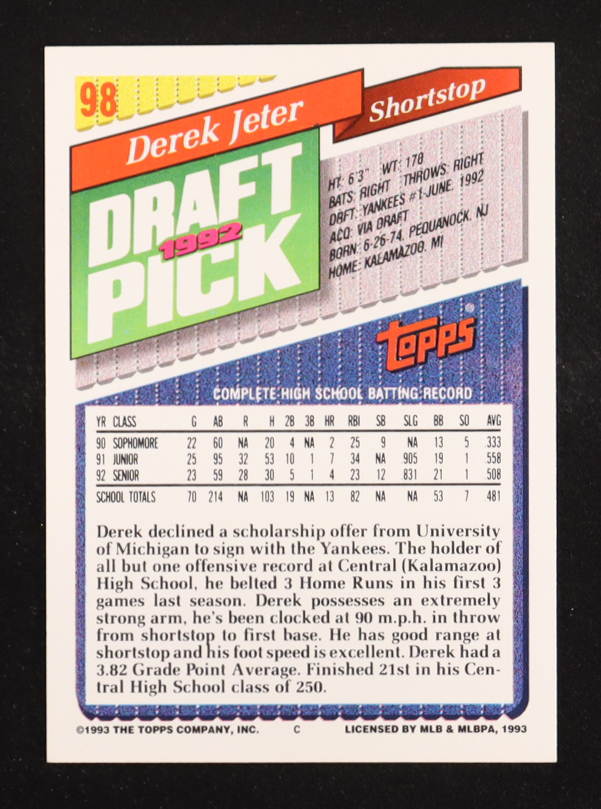 98
Derek Jeter
Shortstop
DRAFT
1992
PICK
HT: 6'3" WT: 178
BATS: RIGHT THROWS: RIGHT
DRFT: YANKEES #1-JUNE, 1992
ACQ: VIA DRAFT
BORN: 6-26-74, PEQUANOCK, NJ
HOME: KALAMAZOO, MI
TOPPS®
COMPLETE HIGH SCHOOL BATTING RECORD
YR CLASS G AB R H 2B 3B HR RBI SB SLG BB SO AVG
90 SOPHOMORE 22 60 NA 20 4 NA 2 25 9 NA 13 5 333
91 JUNIOR 25 95 32 53 10 1 7 34 NA 905 19 1 558
92 SENIOR 23 59 28 30 5 1 4 23 12 831 21 1 508
SCHOOL TOTALS 70 214 NA 103 19 NA 13 82 NA NA 53 7 481
Derek declined a scholarship offer from University
of Michigan to sign with the Yankees. The holder of
all but one offensive record at Central (Kalamazoo)
High School, he belted 3 Home Runs in his first 3
games last season. Derek possesses an extremely
strong arm, he's been clocked at 90 m.p.h. in throw
from shortstop to first base. He has good range at
shortstop and his foot speed is excellent. Derek had a
3.82 Grade Point Average. Finished 21st in his Cen-
tral High School class of 250.
©1993 THE TOPPS COMPANY, INC. C LICENSED BY MLB & MLBPA, 1993